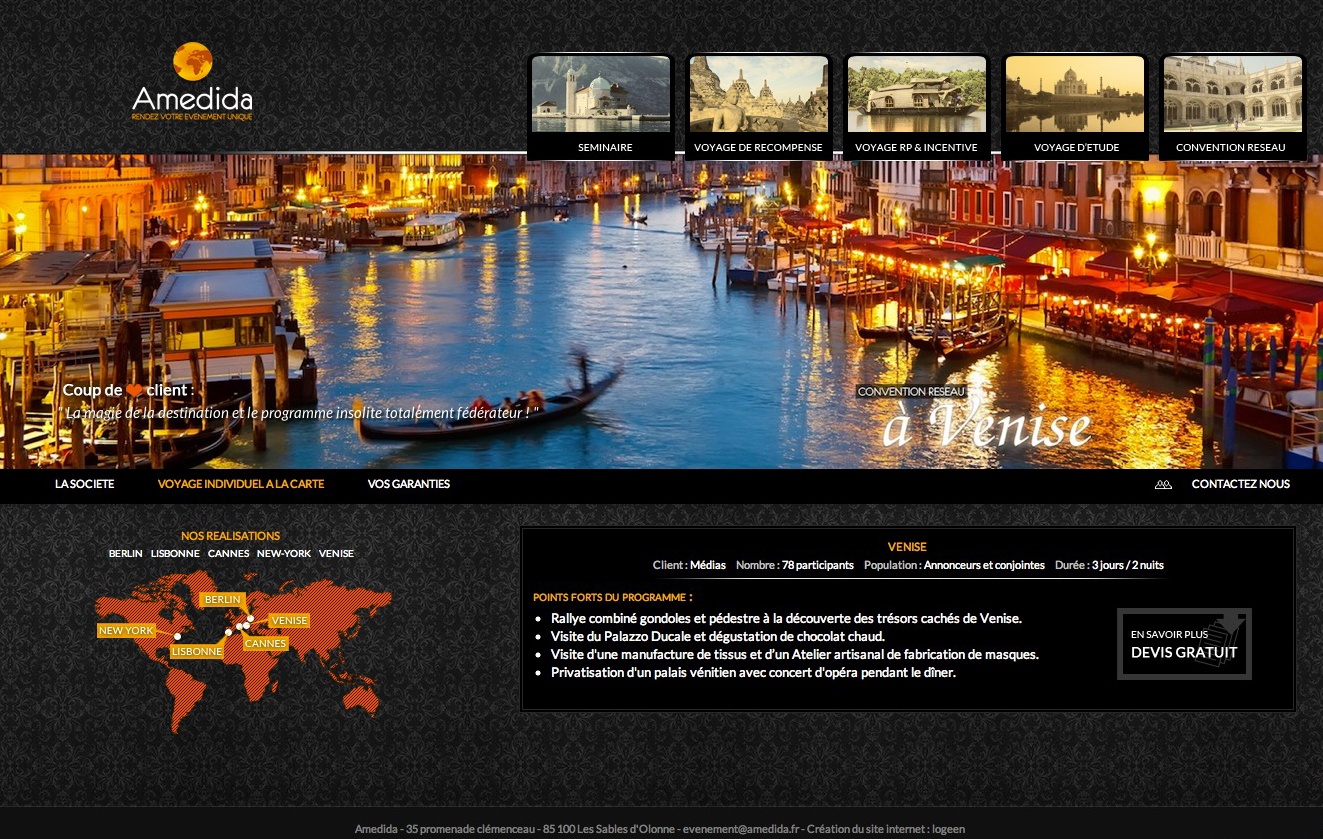 Amedida
RENDEZ VOTRE EVENEMENT UNIQUE
SEMINAIRE
VOYAGE DE RECOMPENSE
VOYAGE RP & INCENTIVE
VOYAGE D'ETUDE
CONVENTION RESEAU
Coup de client :
" La magie de la destination et le programme insolite totalement fédérateur ! "
CONVENTION RESEAU
à Venise
LA SOCIETE
VOYAGE INDIVIDUEL A LA CARTE
VOS GARANTIES
CONTACTEZ NOUS
NOS REALISATIONS
BERLIN LISBONNE CANNES NEW-YORK VENISE
BERLIN
VENISE
NEW YORK
CANNES
LISBONNE
VENISE
Client : Médias Nombre : 78 participants Population : Annonceurs et conjointes Durée : 3 jours / 2 nuits
POINTS FORTS DU PROGRAMME :
• Rallye combiné gondoles et pédestre à la découverte des trésors cachés de Venise.
• Visite du Palazzo Ducale et dégustation de chocolat chaud.
• Visite d'une manufacture de tissus et d'un Atelier artisanal de fabrication de masques.
• Privatisation d'un palais vénitien avec concert d'opéra pendant le dîner.
EN SAVOIR PLUS
DEVIS GRATUIT
Amedida - 35 promenade clémenceau - 85 100 Les Sables d'Olonne - evenement@amedida.fr - Création du site internet : logeen